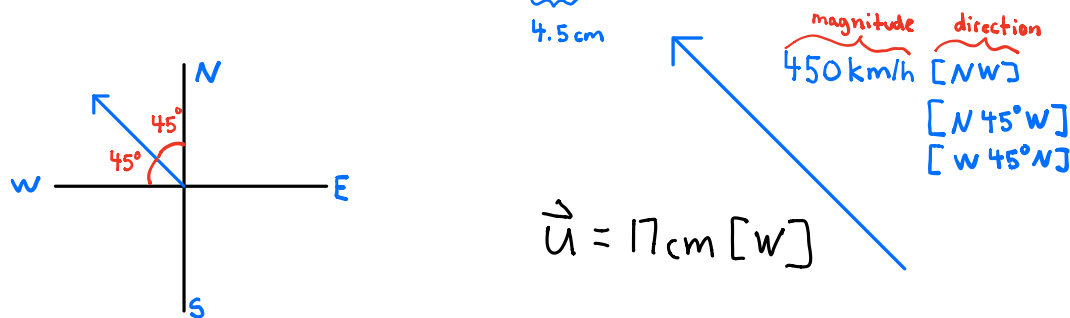 4.5cm
magnitude direction
450 km/h [NW]
[N 45° W]
[W 45° N]
N
45°
45°
W
E
S
u⃗ = 17cm [W]